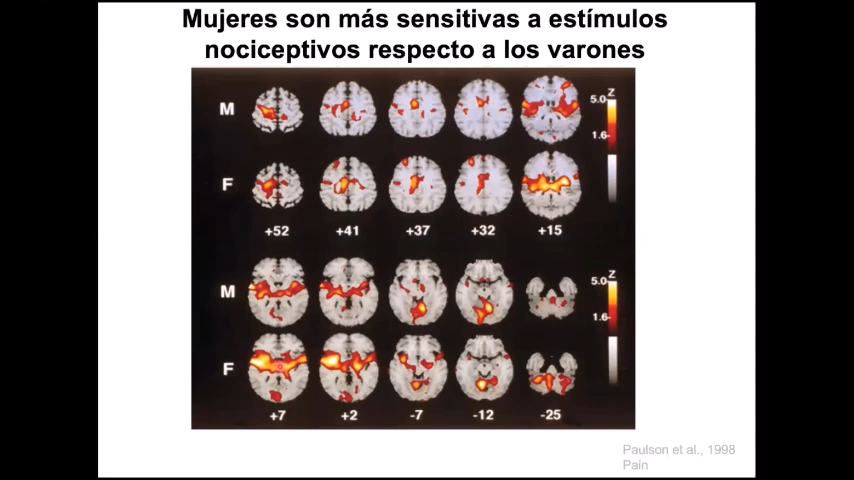 Mujeres son más sensitivas a estímulos
nociceptivos respecto a los varones
M
Z
5.0
1.6-
F
+52 +41 +37 +32 +15
M
Z
5.0
1.6-
F
+7 +2 -7 -12 -25
Paulson et al., 1998
Pain